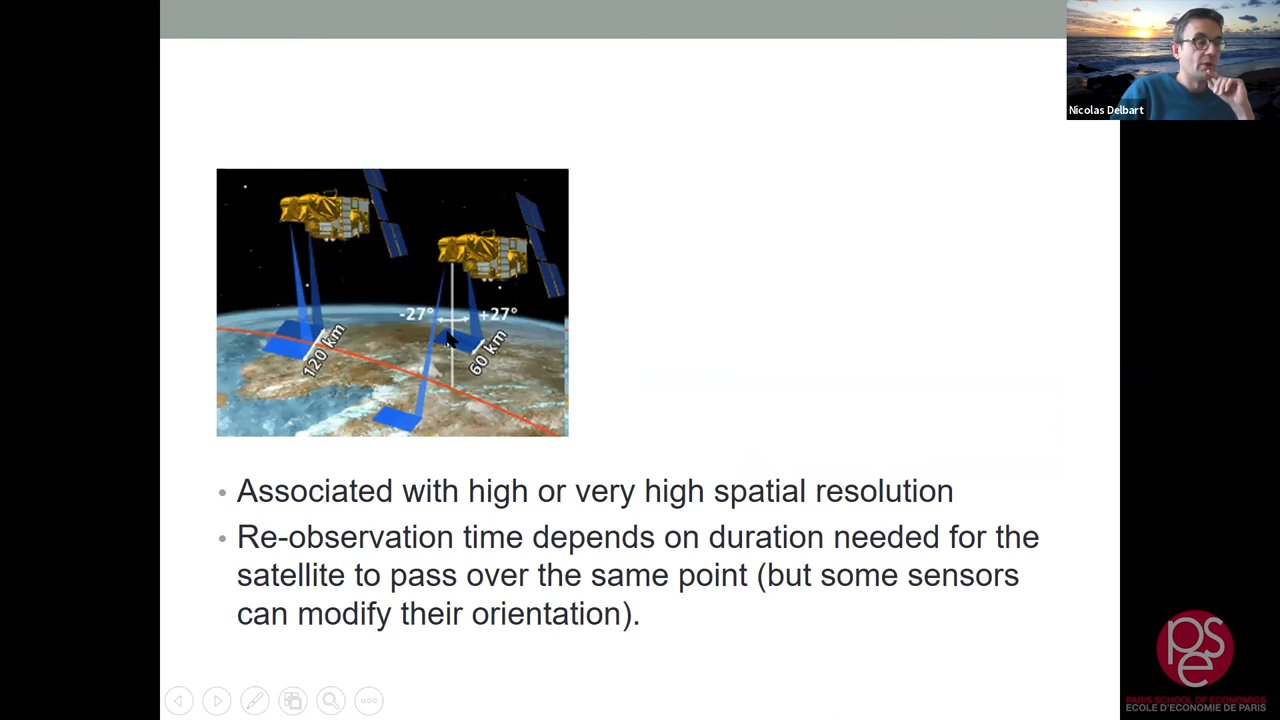 Nicolas Delbart
-27°
+27°
120 km
60 km
• Associated with high or very high spatial resolution
• Re-observation time depends on duration needed for the
satellite to pass over the same point (but some sensors
can modify their orientation).
pse
PARIS SCHOOL OF ECONOMICS
ECOLE D'ECONOMIE DE PARIS